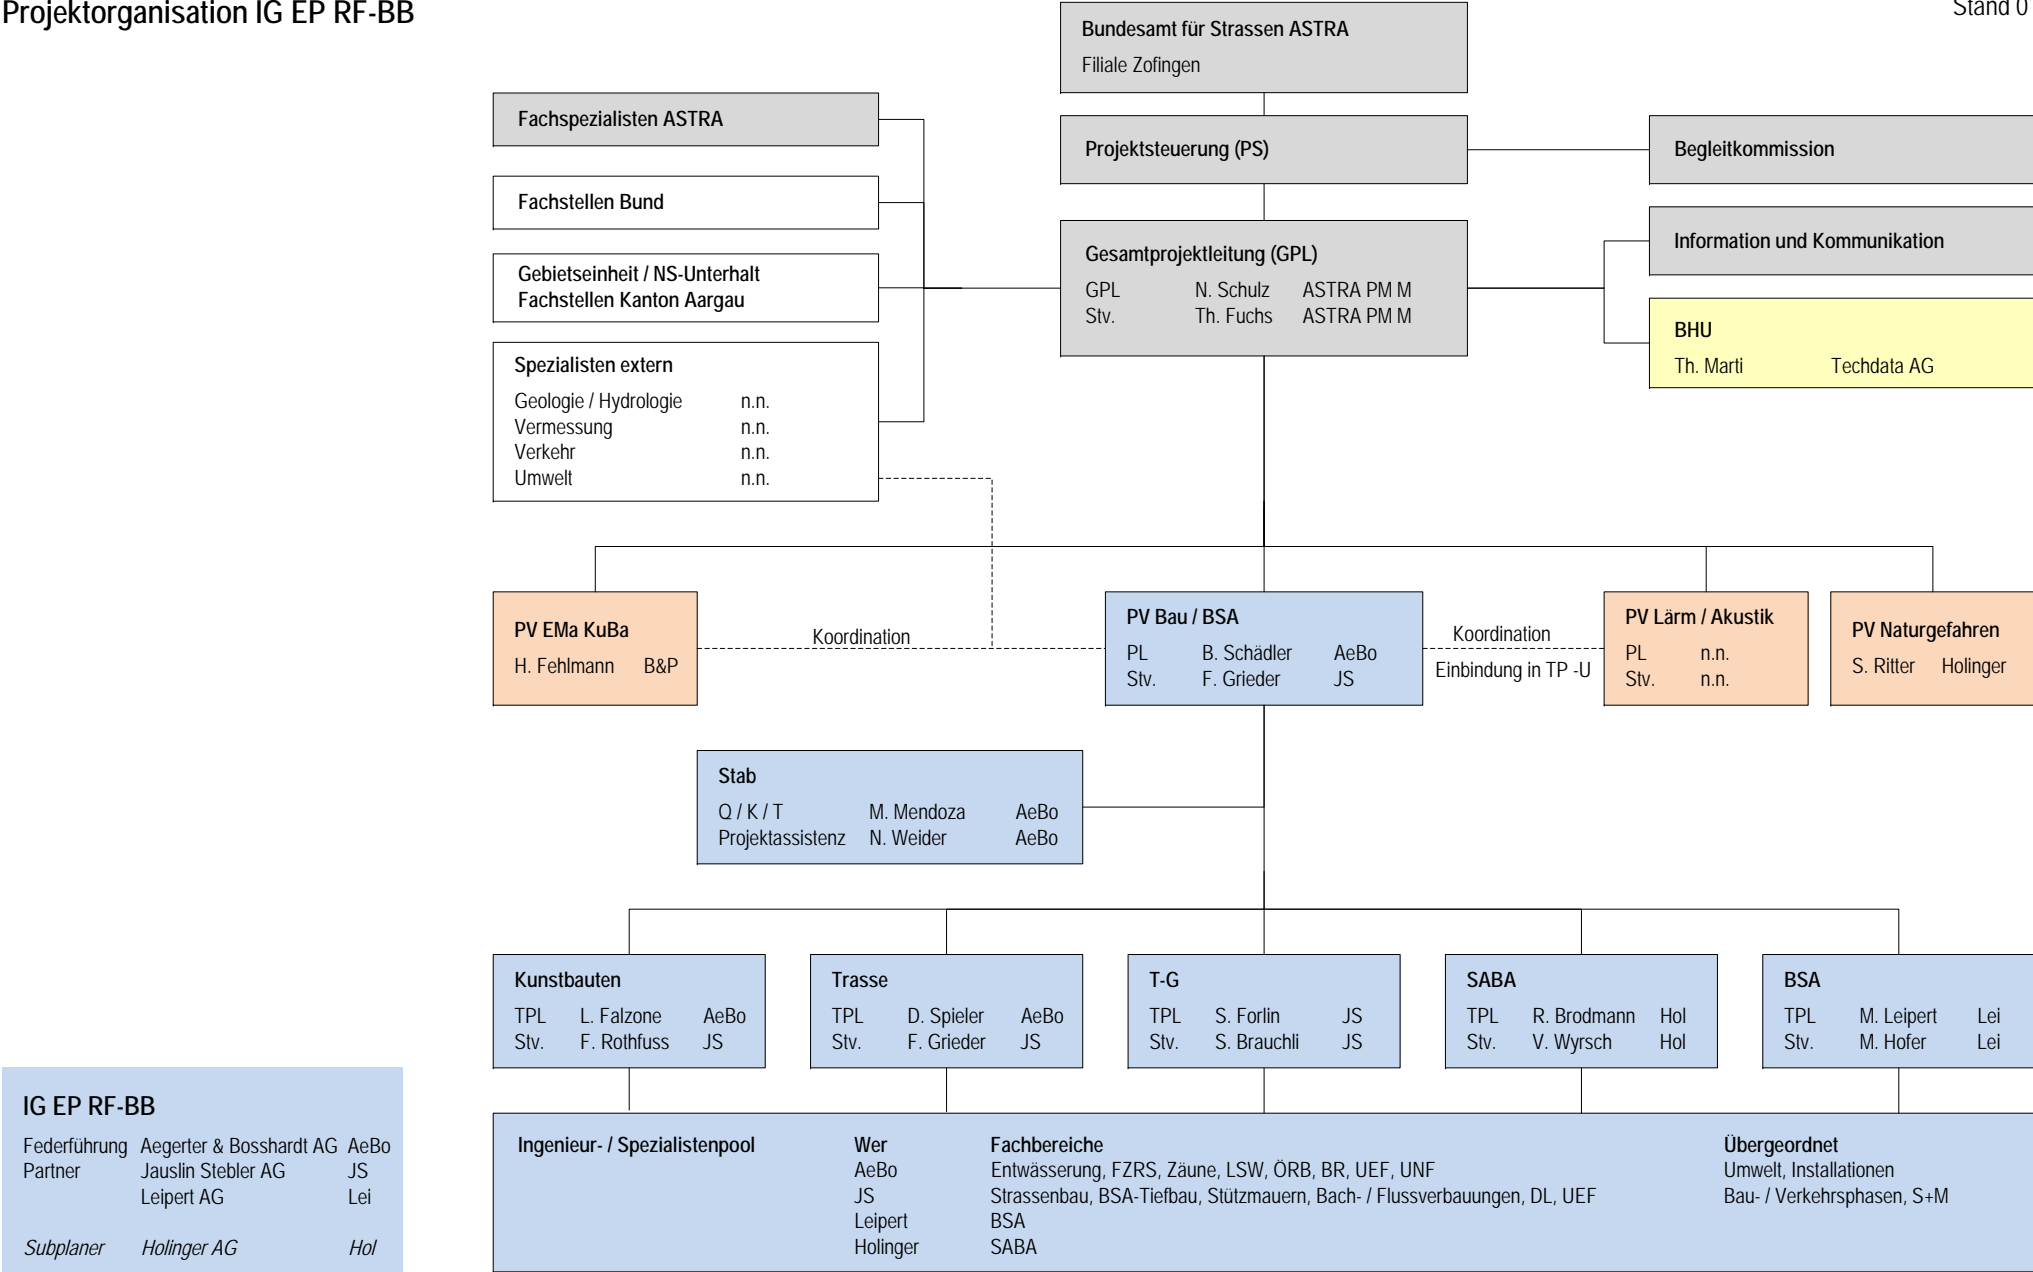 Projektorganisation IG EP RF-BB
Stand 0
Bundesamt für Strassen ASTRA
Filiale Zofingen
Fachspezialisten ASTRA
Projektsteuerung (PS)
Begleitkommission
Fachstellen Bund
Gesamtprojektleitung (GPL)
GPL N. Schulz ASTRA PM M
Stv. Th. Fuchs ASTRA PM M
Information und Kommunikation
Gebietseinheit / NS-Unterhalt
Fachstellen Kanton Aargau
BHU
Th. Marti Techdata AG
Spezialisten extern
Geologie / Hydrologie n.n.
Vermessung n.n.
Verkehr n.n.
Umwelt n.n.
PV EMa KuBa
H. Fehlmann B&P
Koordination
PV Bau / BSA
PL B. Schädler AeBo
Stv. F. Grieder JS
Koordination
Einbindung in TP -U
PV Lärm / Akustik
PL n.n.
Stv. n.n.
PV Naturgefahren
S. Ritter Holinger
Stab
Q / K / T M. Mendoza AeBo
Projektassistenz N. Weider AeBo
Kunstbauten
TPL L. Falzone AeBo
Stv. F. Rothfuss JS
Trasse
TPL D. Spieler AeBo
Stv. F. Grieder JS
T-G
TPL S. Forlin JS
Stv. S. Brauchli JS
SABA
TPL R. Brodmann Hol
Stv. V. Wyrsch Hol
BSA
TPL M. Leipert Lei
Stv. M. Hofer Lei
IG EP RF-BB
Federführung Aegerter & Bosshardt AG AeBo
Partner Jauslin Stebler AG JS
Leipert AG Lei
Subplaner Holinger AG Hol
Ingenieur- / Spezialistenpool Wer Fachbereiche Übergeordnet
AeBo Entwässerung, FZRS, Zäune, LSW, ÖRB, BR, UEF, UNF Umwelt, Installationen
JS Strassenbau, BSA-Tiefbau, Stützmauern, Bach- / Flussverbauungen, DL, UEF Bau- / Verkehrsphasen, S+M
Leipert BSA
Holinger SABA